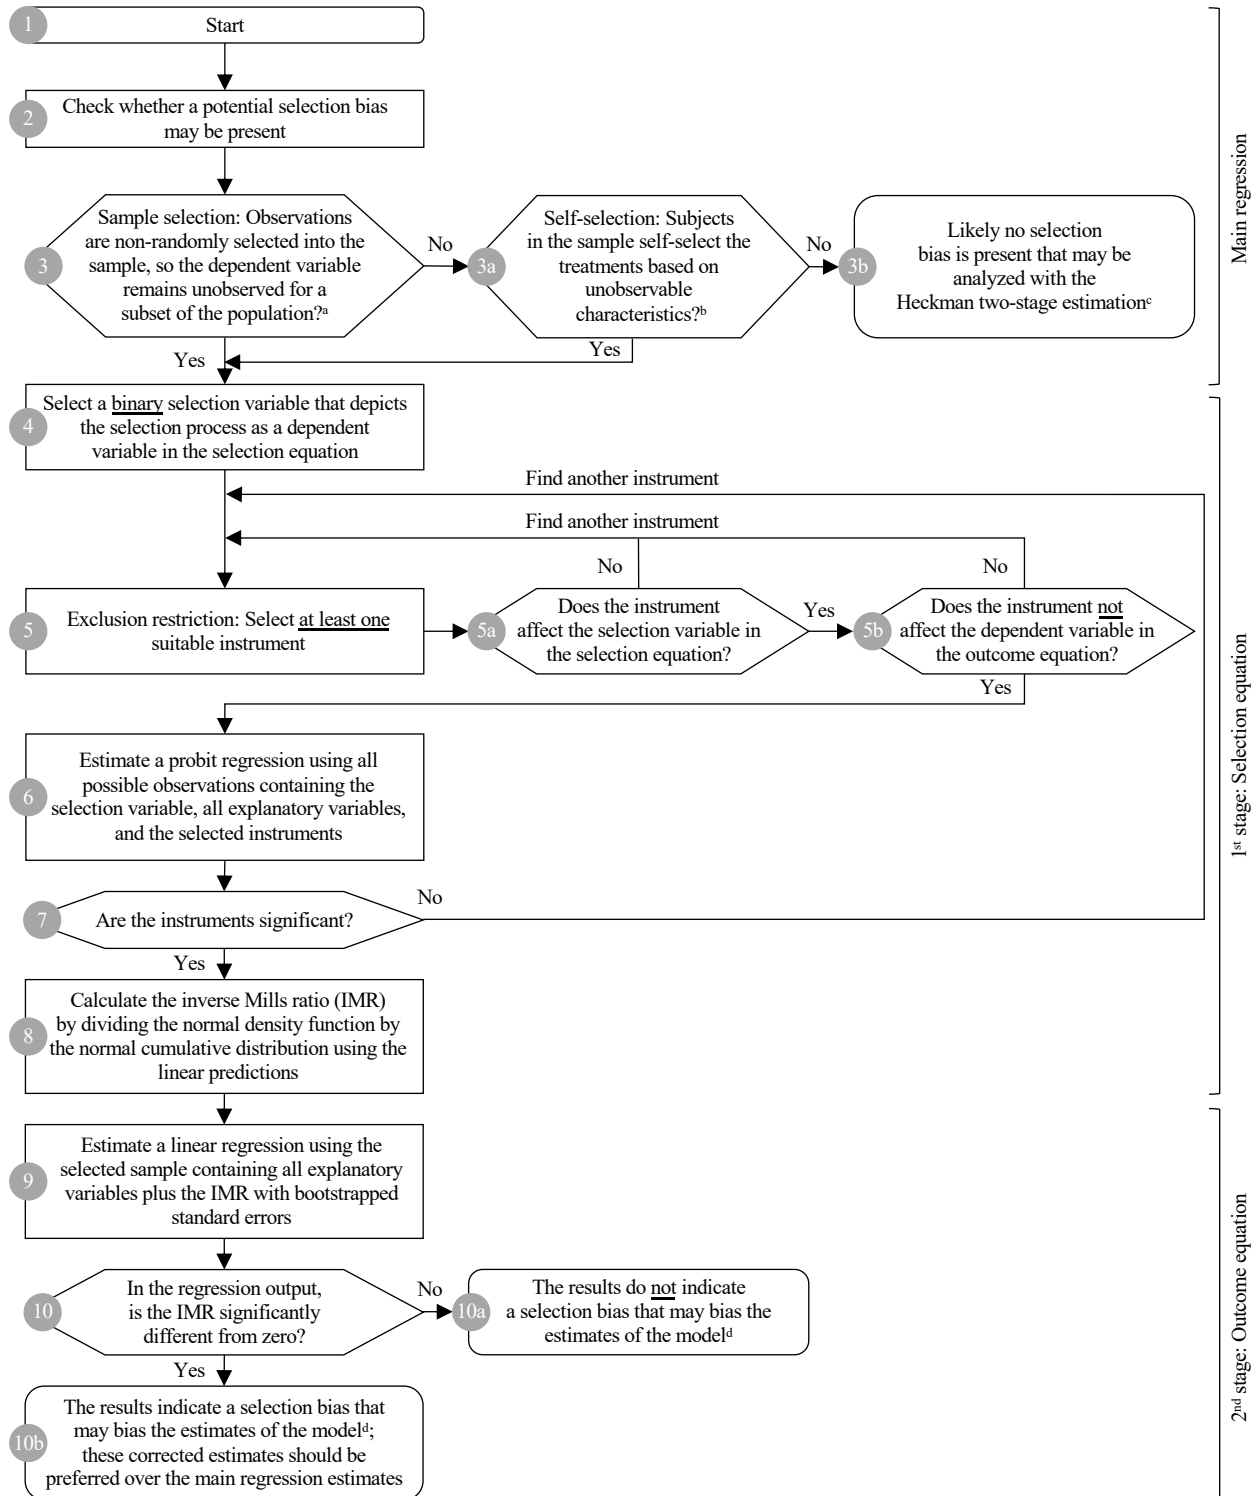 1
Start
2
Check whether a potential selection bias
may be present
3
Sample selection: Observations
are non-randomly selected into the
sample, so the dependent variable
remains unobserved for a
subset of the population?a
No
3a
Self-selection: Subjects
in the sample self-select the
treatments based on
unobservable
characteristics?b
No
3b
Likely no selection
bias is present that may be
analyzed with the
Heckman two-stage estimationc
Yes
Yes
Main regression
4
Select a binary selection variable that depicts
the selection process as a dependent
variable in the selection equation
Find another instrument
Find another instrument
No
No
5
Exclusion restriction: Select at least one
suitable instrument
5a
Does the instrument
affect the selection variable in
the selection equation?
Yes
5b
Does the instrument not
affect the dependent variable in
the outcome equation?
Yes
6
Estimate a probit regression using all
possible observations containing the
selection variable, all explanatory variables,
and the selected instruments
7
Are the instruments significant?
No
Yes
8
Calculate the inverse Mills ratio (IMR)
by dividing the normal density function by
the normal cumulative distribution using the
linear predictions
1st stage: Selection equation
9
Estimate a linear regression using the
selected sample containing all explanatory
variables plus the IMR with bootstrapped
standard errors
10
In the regression output,
is the IMR significantly
different from zero?
No
10a
The results do not indicate
a selection bias that may bias the
estimates of the modeld
Yes
10b
The results indicate a selection bias that
may bias the estimates of the modeld;
these corrected estimates should be
preferred over the main regression estimates
2nd stage: Outcome equation